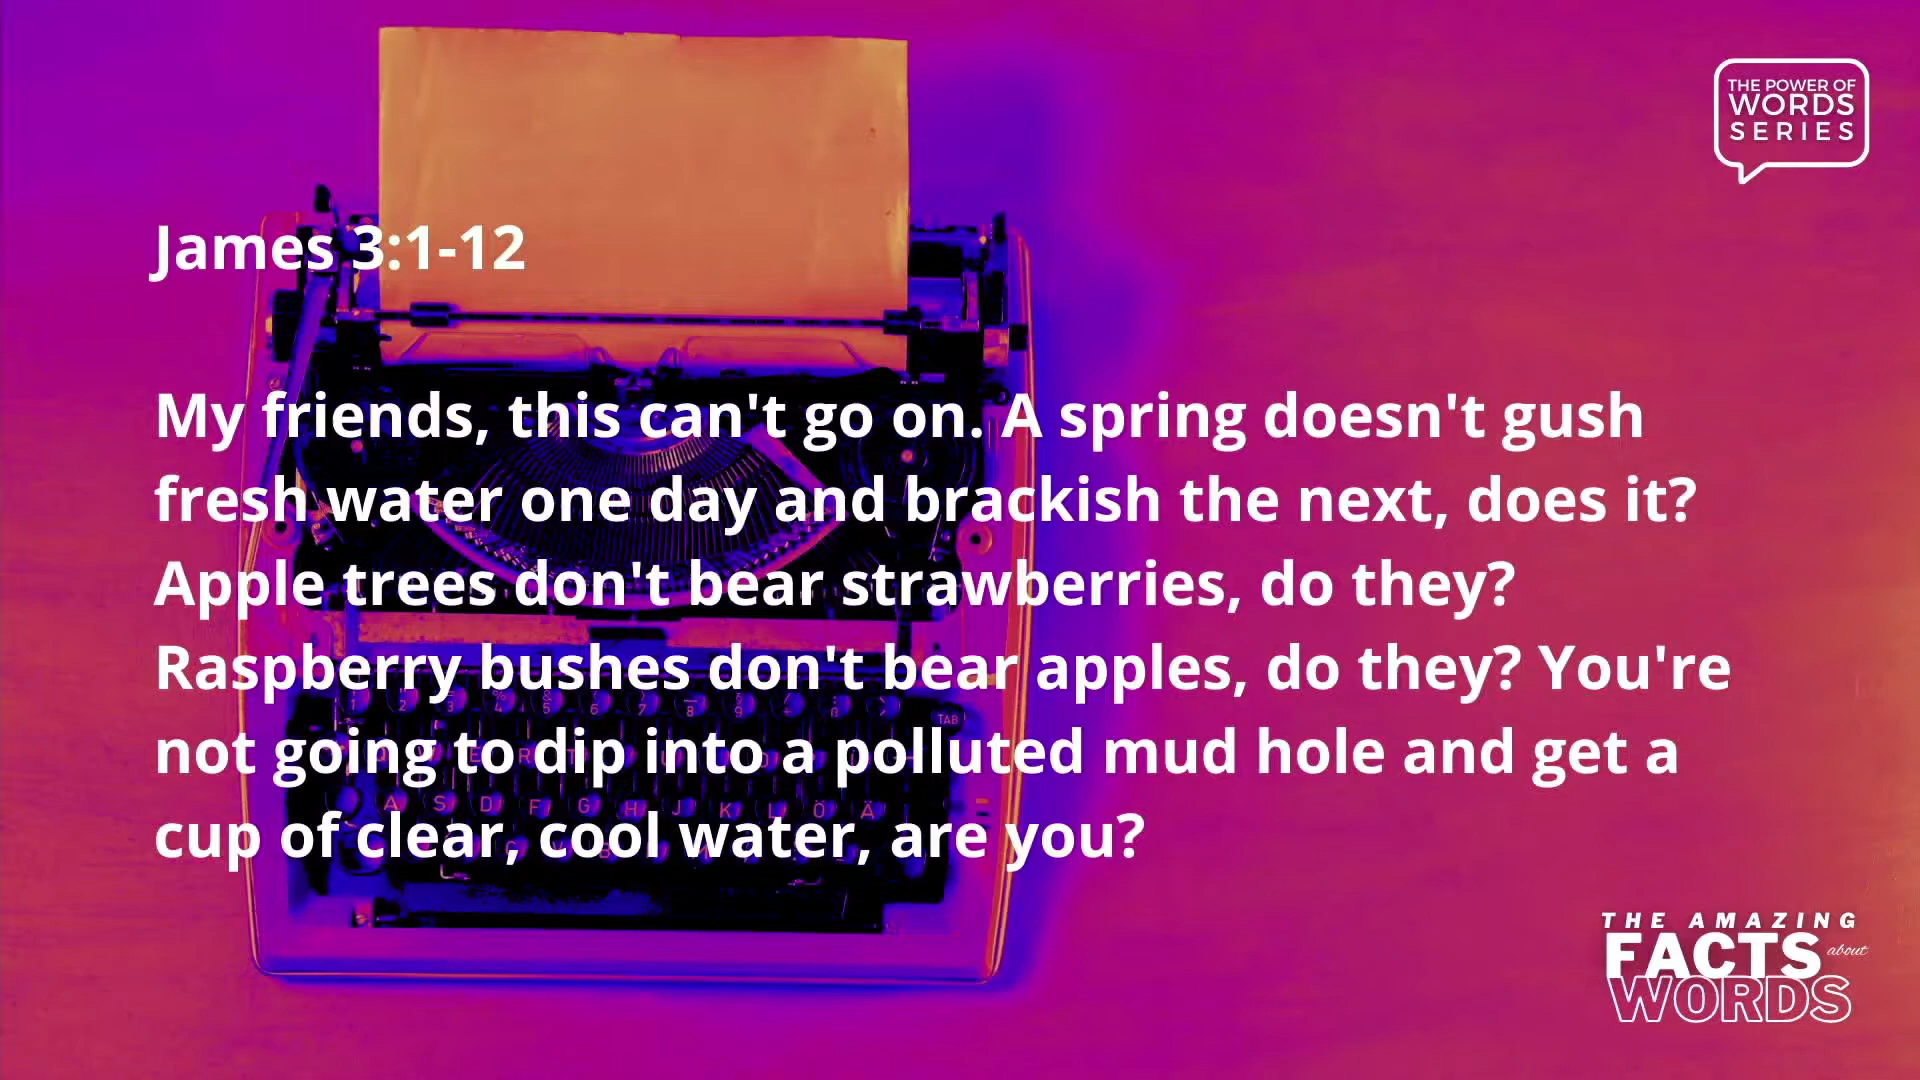 THE POWER OF
WORDS
SERIES
James 3:1-12
My friends, this can't go on. A spring doesn't gush
fresh water one day and brackish the next, does it?
Apple trees don't bear strawberries, do they?
Raspberry bushes don't bear apples, do they? You're
not going to dip into a polluted mud hole and get a
cup of clear, cool water, are you?
TAB
A S D F G H J K L Ö Ä
THE AMAZING
FACTS about
WORDS